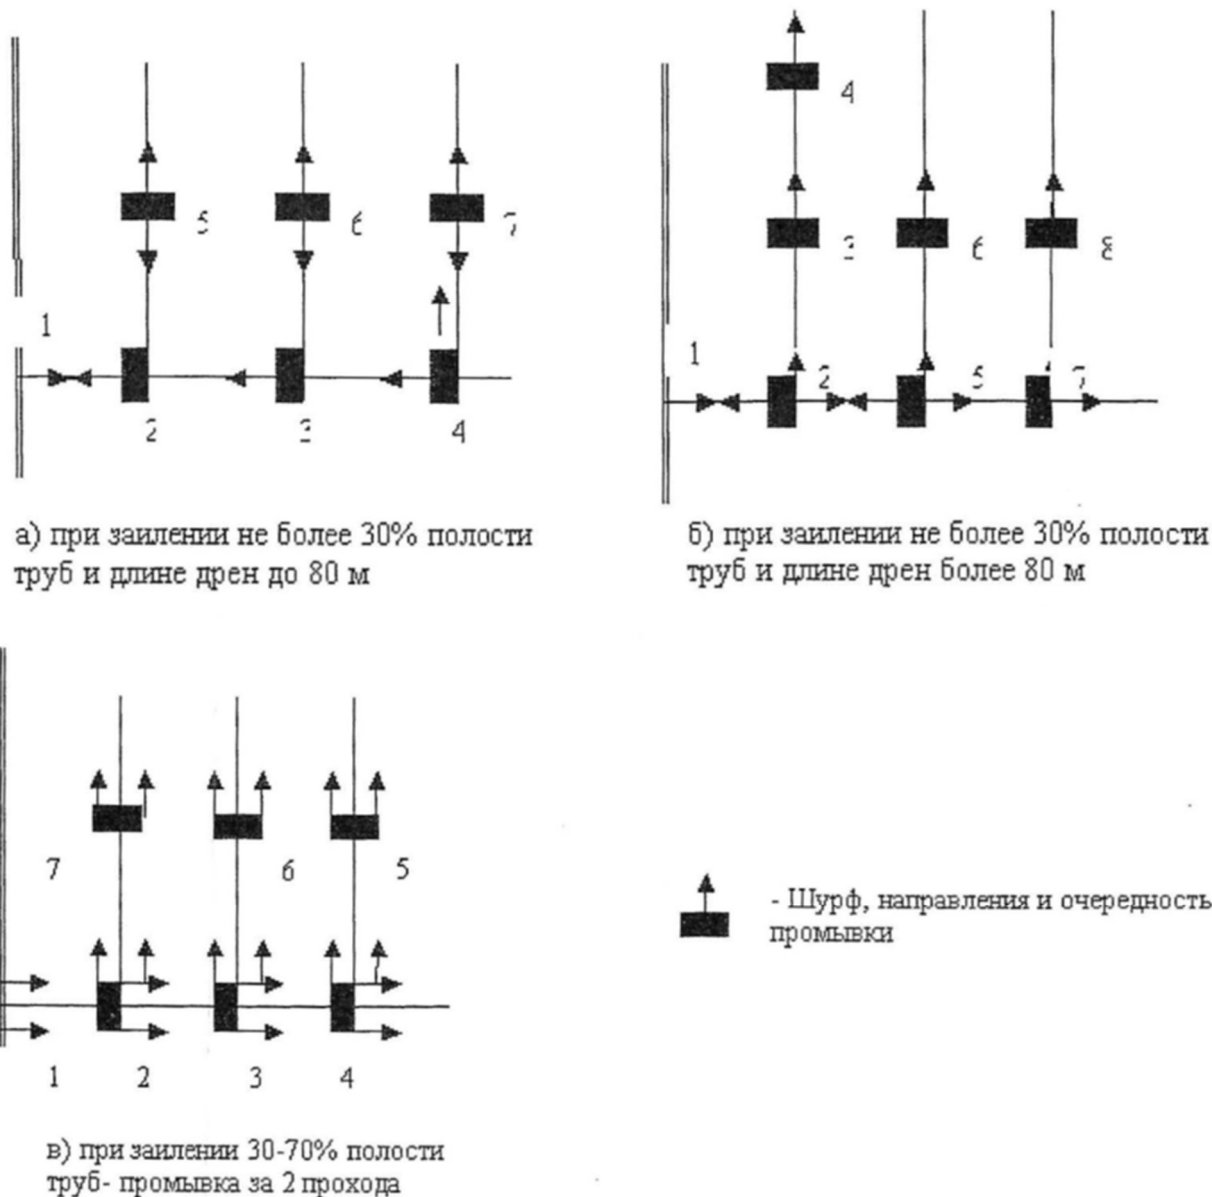 5
6
7
1
2
3
4
а) при заилении не более 30% полости
труб и длине дрен до 80 м
4
3
6
8
1
2
5
7
б) при заилении не более 30% полости
труб и длине дрен более 80 м
7
6
5
1
2
3
4
в) при заилении 30-70% полости
труб- промывка за 2 прохода
- Шурф, направления и очередность
промывки